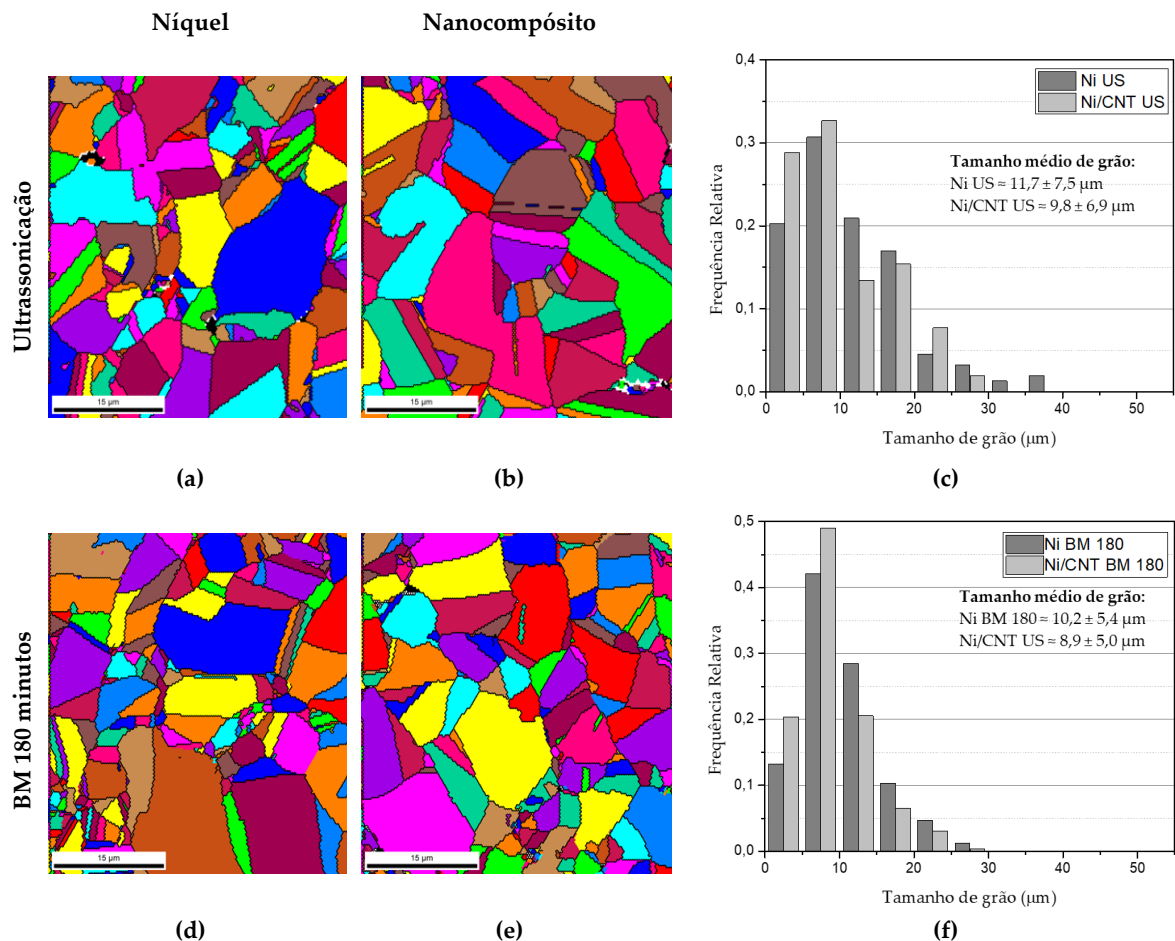 Níquel
Nanocompósito
Ultrassonicação
15 µm
15 µm
(a)
(b)
Frequência Relativa
0,4
0,3
0,2
0,1
0,0
Ni US
Ni/CNT US
Tamanho médio de grão:
Ni US ≈ 11,7 ± 7,5 µm
Ni/CNT US ≈ 9,8 ± 6,9 µm
0
10
20
30
40
50
Tamanho de grão (µm)
(c)
BM 180 minutos
15 µm
15 µm
(d)
(e)
Frequência Relativa
0,5
0,4
0,3
0,2
0,1
0,0
Ni BM 180
Ni/CNT BM 180
Tamanho médio de grão:
Ni BM 180 ≈ 10,2 ± 5,4 µm
Ni/CNT US ≈ 8,9 ± 5,0 µm
0
10
20
30
40
50
Tamanho de grão (µm)
(f)